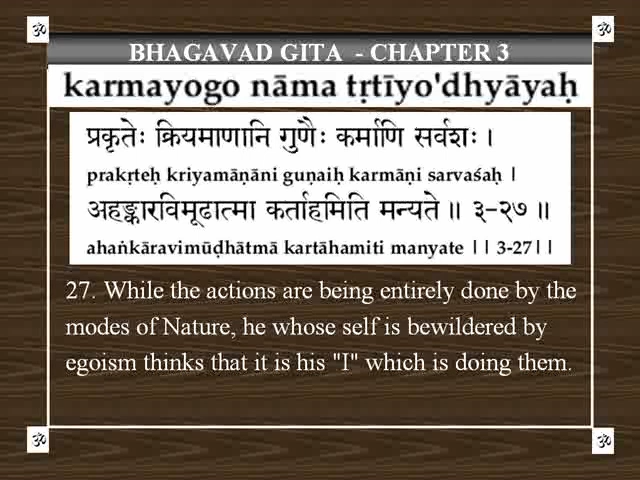 ॐ ॐ
BHAGAVAD GITA - CHAPTER 3
karmayogo nāma tṛtīyo'dhyāyaḥ
प्रकृतेः क्रियमाणानि गुणैः कर्माणि सर्वशः ।
prakṛteḥ kriyamāṇāni guṇaiḥ karmāṇi sarvaśaḥ |
अहङ्कारविमूढात्मा कर्ताहमिति मन्यते ॥ ३-२७ ॥
ahaṅkāravimūḍhātmā kartāhamiti manyate || 3-27||
27. While the actions are being entirely done by the
modes of Nature, he whose self is bewildered by
egoism thinks that it is his "I" which is doing them.
ॐ ॐ